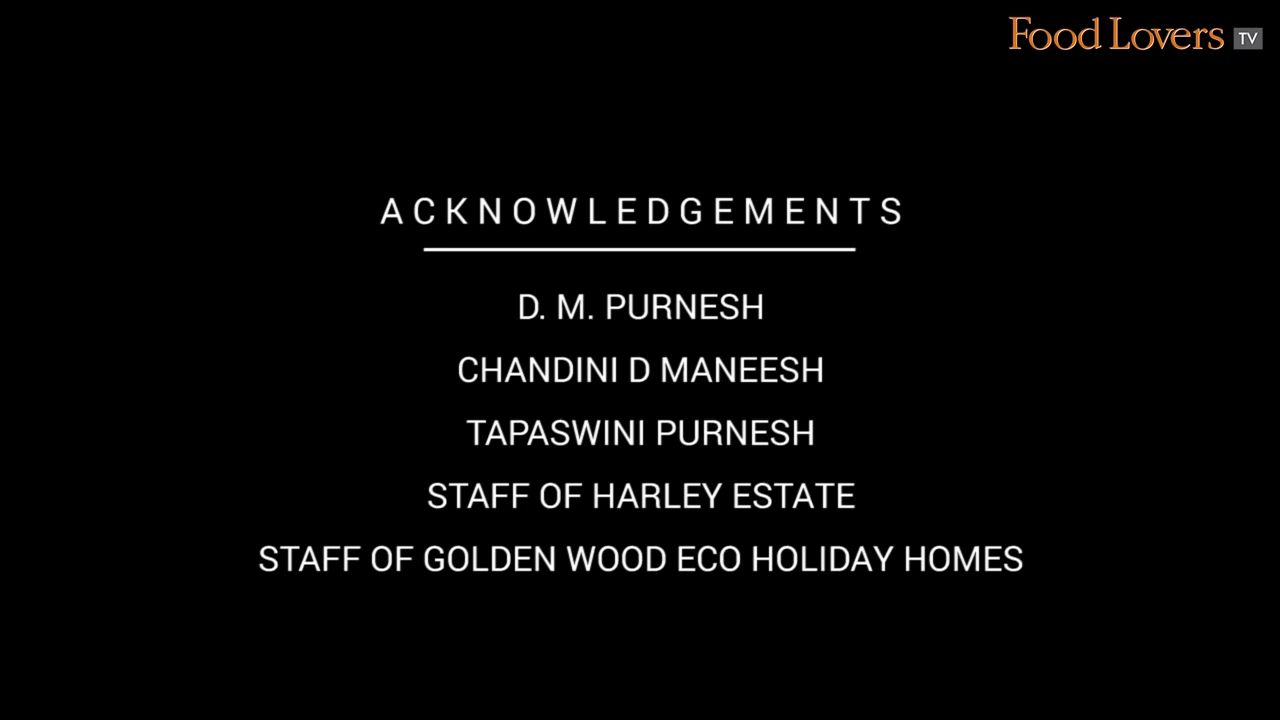 Food Lovers TV
ACKNOWLEDGEMENTS
D. M. PURNESH
CHANDINI D MANEESH
TAPASWINI PURNESH
STAFF OF HARLEY ESTATE
STAFF OF GOLDEN WOOD ECO HOLIDAY HOMES